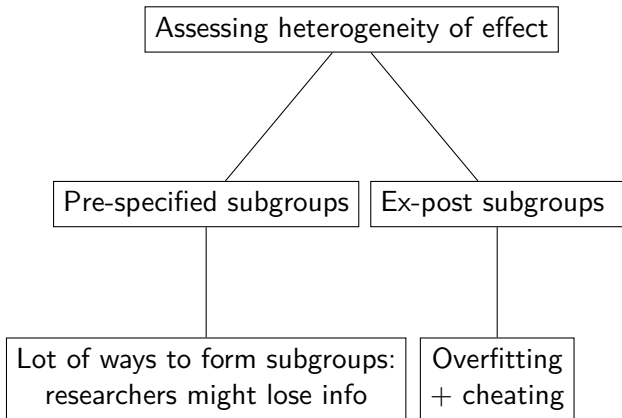 Assessing heterogeneity of effect
Pre-specified subgroups
Ex-post subgroups
Lot of ways to form subgroups:
researchers might lose info
Overfitting
+ cheating